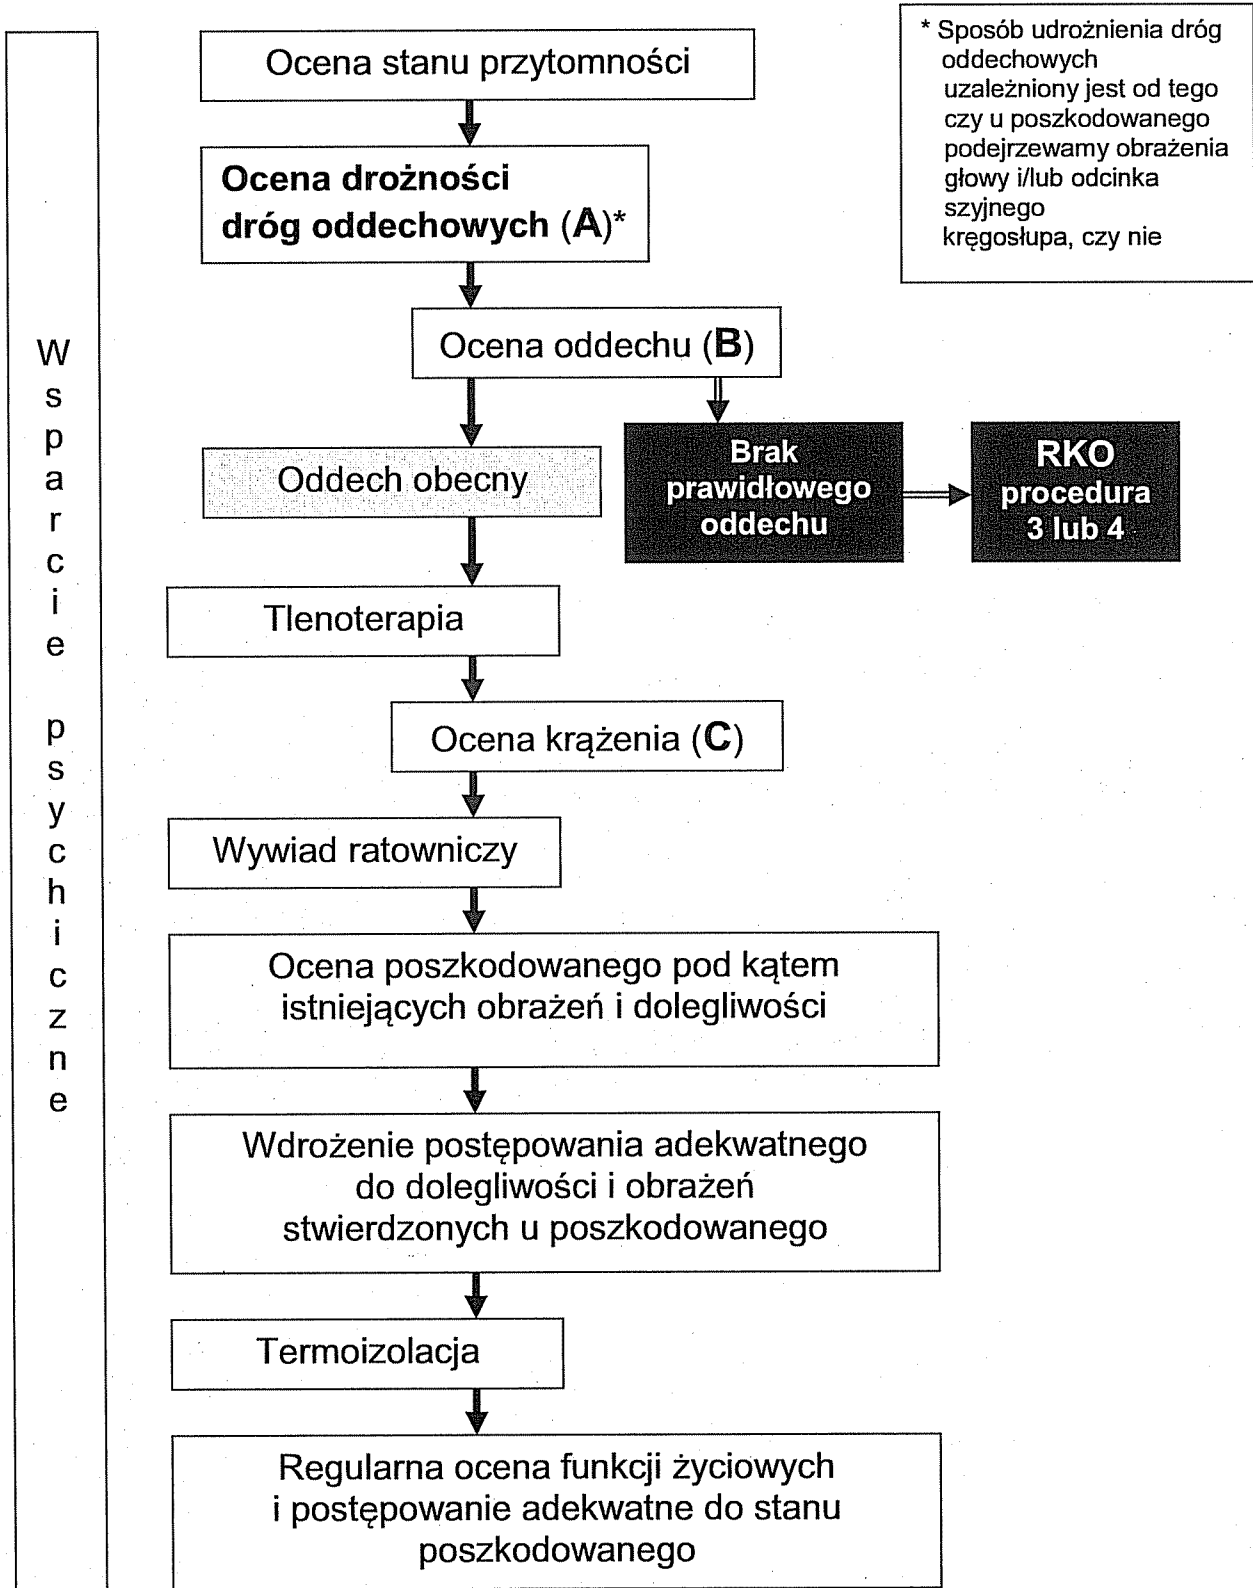 Ocena stanu przytomności
* Sposób udrożnienia dróg
oddechowych
uzależniony jest od tego
czy u poszkodowanego
podejrzewamy obrażenia
głowy i/lub odcinka
szyjnego
kręgosłupa, czy nie
Ocena drożności
dróg oddechowych (A)*
Ocena oddechu (B)
Oddech obecny
Brak
prawidłowego
oddechu
RKO
procedura
3 lub 4
Tlenoterapia
Ocena krążenia (C)
Wywiad ratowniczy
Ocena poszkodowanego pod kątem
istniejących obrażeń i dolegliwości
Wdrożenie postępowania adekwatnego
do dolegliwości i obrażeń
stwierdzonych u poszkodowanego
Termoizolacja
Regularna ocena funkcji życiowych
i postępowanie adekwatne do stanu
poszkodowanego
Wsparcie psychiczne